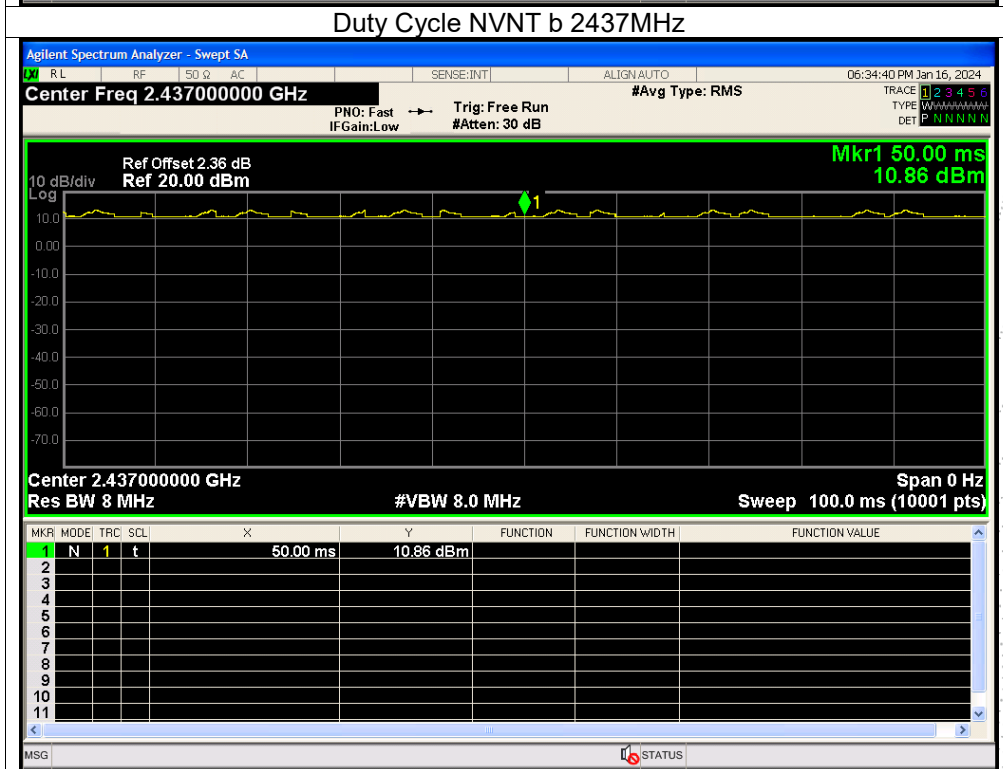 Duty Cycle NVNT b 2437MHz
Agilent Spectrum Analyzer - Swept SA
LXI RL RF 50 Ω AC SENSE:INT ALIGNAUTO 06:34:40 PM Jan 16, 2024
Center Freq 2.437000000 GHz #Avg Type: RMS TRACE 1 2 3 4 5 6
PNO: Fast Trig: Free Run TYPE WWWWWW
IFGain:Low #Atten: 30 dB DET P N N N N N
Mkr1 50.00 ms
Ref Offset 2.36 dB
10 dB/div Ref 20.00 dBm 10.86 dBm
Log
1
10.0
0.00
-10.0
-20.0
-30.0
-40.0
-50.0
-60.0
-70.0
Center 2.437000000 GHz Span 0 Hz
Res BW 8 MHz #VBW 8.0 MHz Sweep 100.0 ms (10001 pts)
MKR MODE TRC SCL X Y FUNCTION FUNCTION WIDTH FUNCTION VALUE
1 N 1 t 50.00 ms 10.86 dBm
2
3
4
5
6
7
8
9
10
11
MSG STATUS